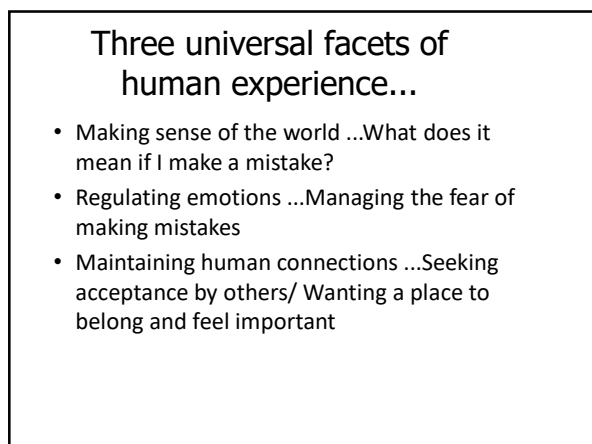 Three universal facets of
human experience...
• Making sense of the world ...What does it
mean if I make a mistake?
• Regulating emotions ...Managing the fear of
making mistakes
• Maintaining human connections ...Seeking
acceptance by others/ Wanting a place to
belong and feel important